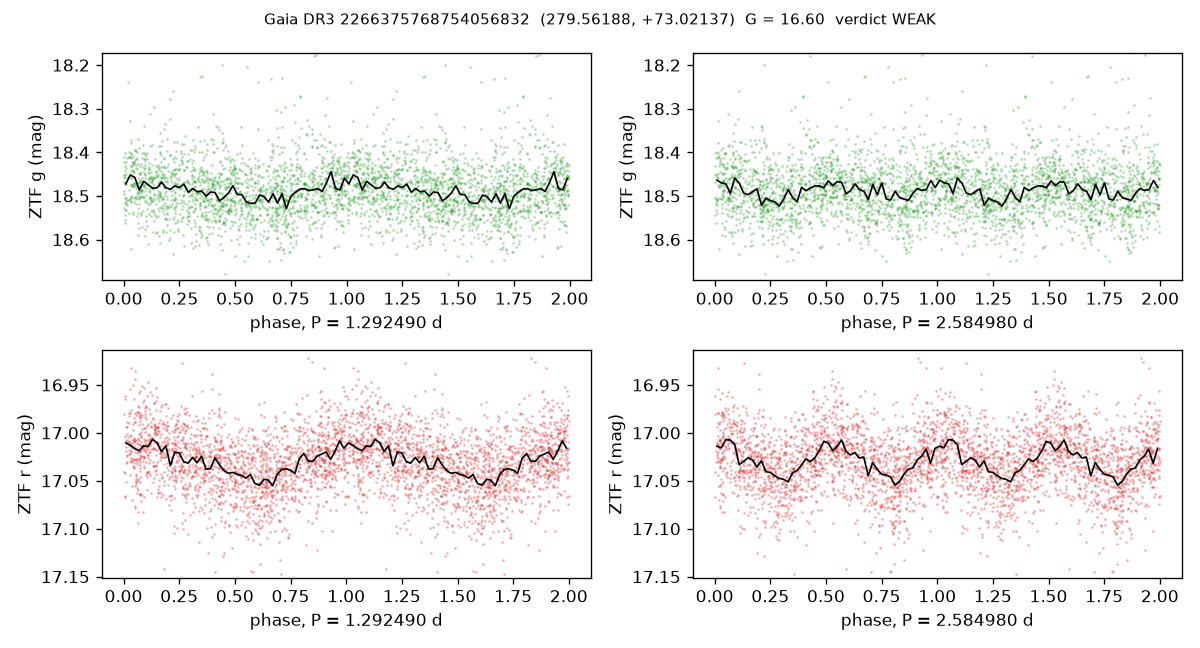 Gaia DR3 2266375768754056832 (279.56188, +73.02137) G = 16.60 verdict WEAK
ZTF g (mag)
18.2
18.3
18.4
18.5
18.6
0.00 0.25 0.50 0.75 1.00 1.25 1.50 1.75 2.00
phase, P = 1.292490 d
ZTF g (mag)
18.2
18.3
18.4
18.5
18.6
0.00 0.25 0.50 0.75 1.00 1.25 1.50 1.75 2.00
phase, P = 2.584980 d
ZTF r (mag)
16.95
17.00
17.05
17.10
17.15
0.00 0.25 0.50 0.75 1.00 1.25 1.50 1.75 2.00
phase, P = 1.292490 d
ZTF r (mag)
16.95
17.00
17.05
17.10
17.15
0.00 0.25 0.50 0.75 1.00 1.25 1.50 1.75 2.00
phase, P = 2.584980 d